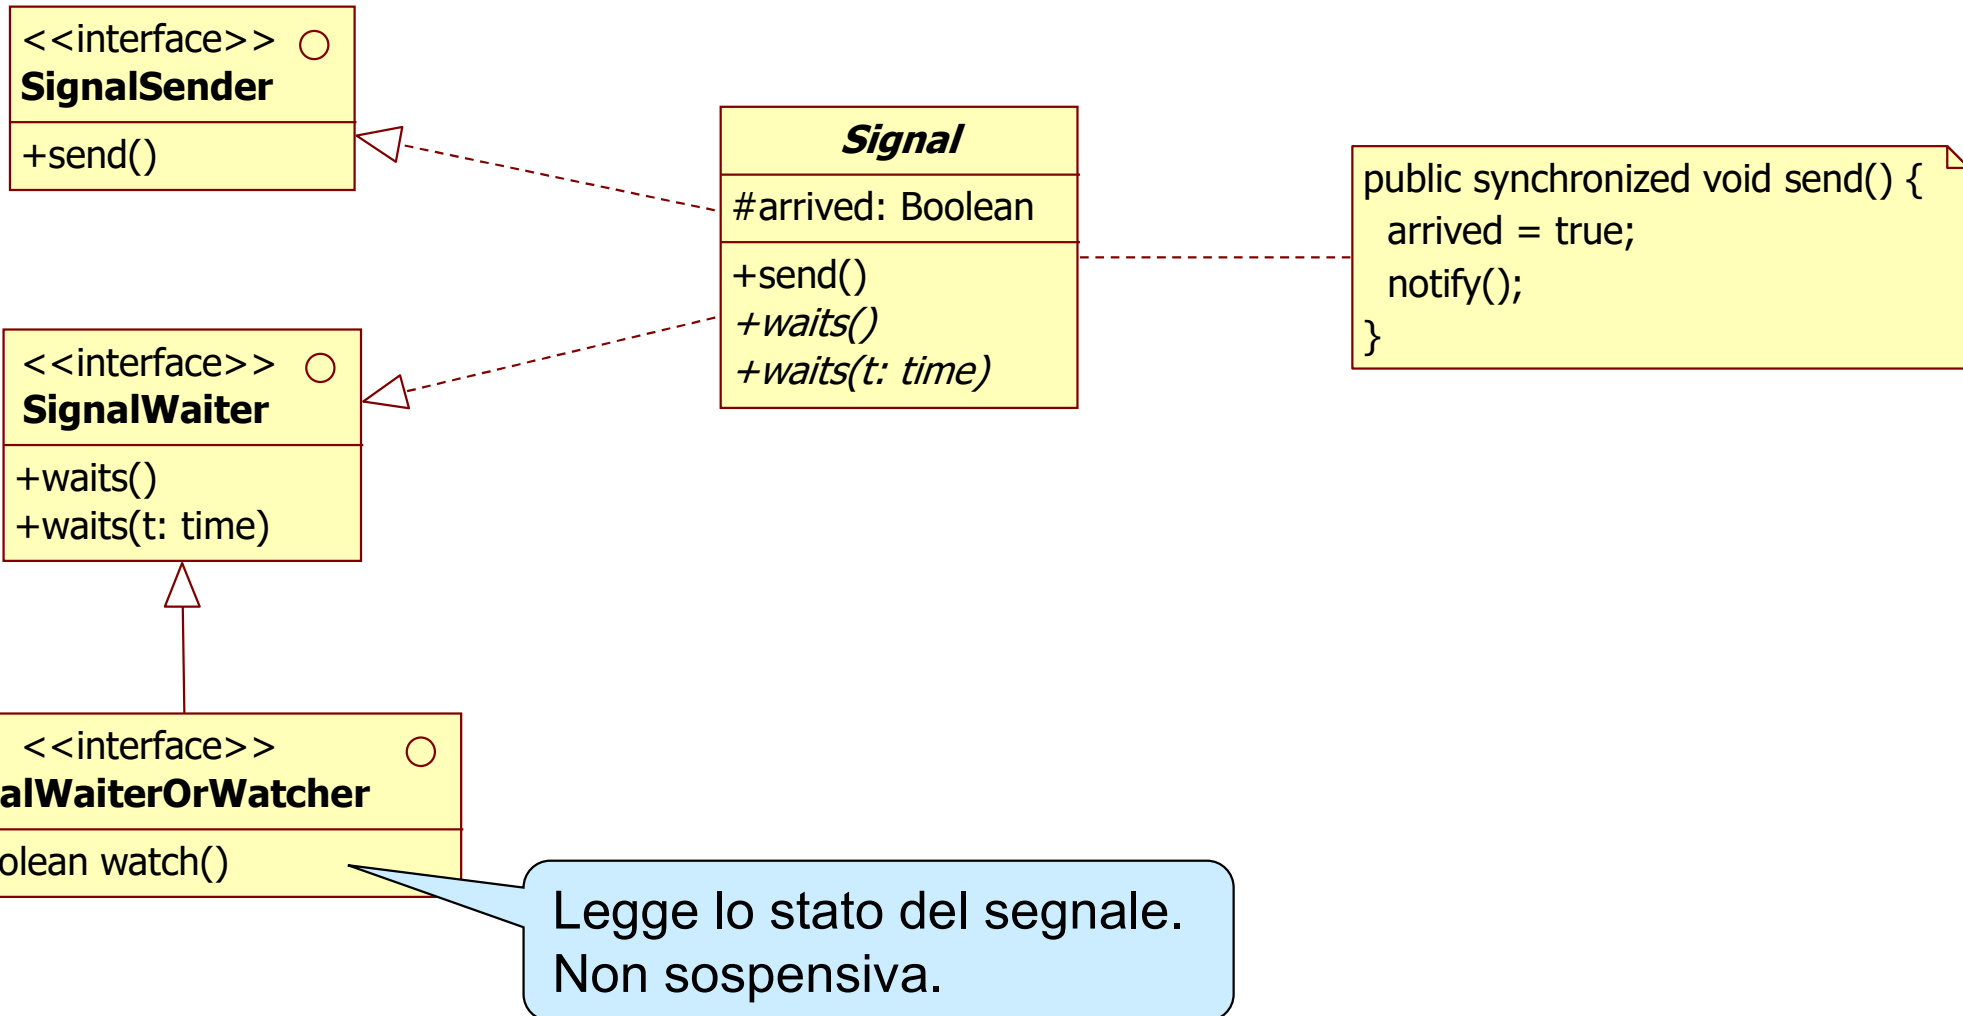 <<interface>>
SignalSender
+send()
Signal
#arrived: Boolean
+send()
+waits()
+waits(t: time)
public synchronized void send() {
arrived = true;
notify();
}
<<interface>>
SignalWaiter
+waits()
+waits(t: time)
<<interface>>
alWaiterOrWatcher
olean watch()
Legge lo stato del segnale.
Non sospensiva.